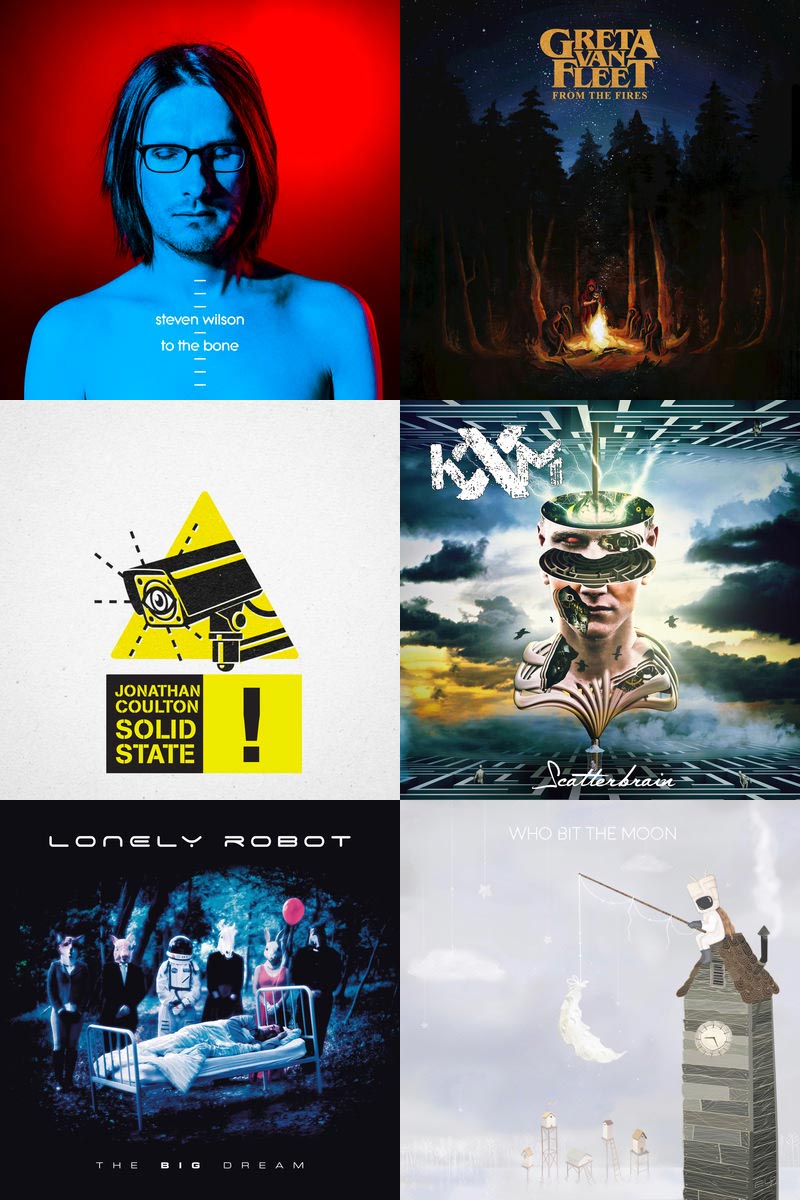 steven wilson
to the bone
GRETA
VAN
FLEET
FROM THE FIRES
JONATHAN
COULTON
SOLID
STATE
!
KXM
Scatterbrain
LONELY ROBOT
THE BIG DREAM
WHO BIT THE MOON